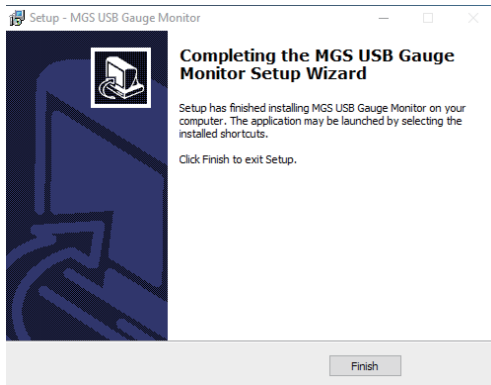 Setup - MGS USB Gauge Monitor
Completing the MGS USB Gauge
Monitor Setup Wizard
Setup has finished installing MGS USB Gauge Monitor on your
computer. The application may be launched by selecting the
installed shortcuts.
Click Finish to exit Setup.
Finish